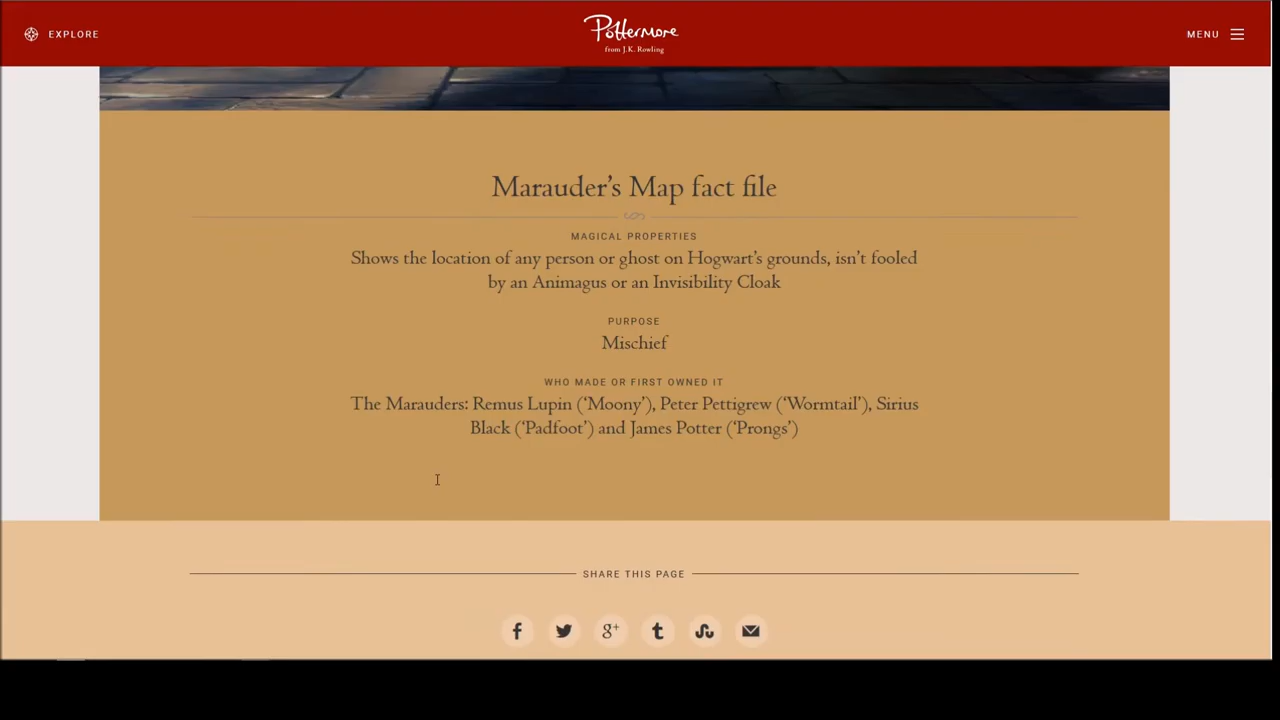 EXPLORE
Pottermore
from J.K. Rowling
MENU
Marauder’s Map fact file
MAGICAL PROPERTIES
Shows the location of any person or ghost on Hogwart’s grounds, isn’t fooled
by an Animagus or an Invisibility Cloak
PURPOSE
Mischief
WHO MADE OR FIRST OWNED IT
The Marauders: Remus Lupin (‘Moony’), Peter Pettigrew (‘Wormtail’), Sirius
Black (‘Padfoot’) and James Potter (‘Prongs’)
SHARE THIS PAGE